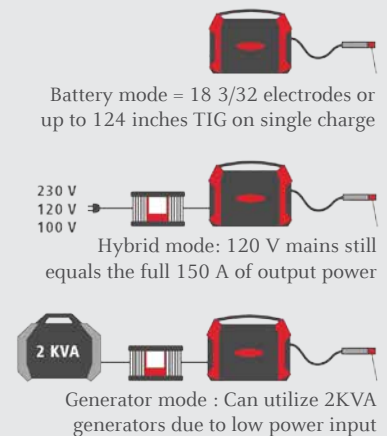 Battery mode = 18 3/32 electrodes or
up to 124 inches TIG on single charge
230 V
120 V
100 V
Hybrid mode: 120 V mains still
equals the full 150 A of output power
2 KVA
Generator mode : Can utilize 2KVA
generators due to low power input